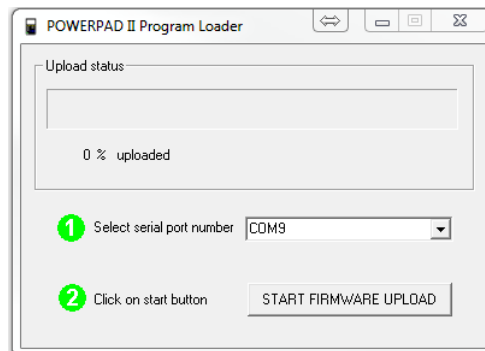 POWERPAD II Program Loader
Upload status
0 % uploaded
1 Select serial port number COM9
2 Click on start button START FIRMWARE UPLOAD